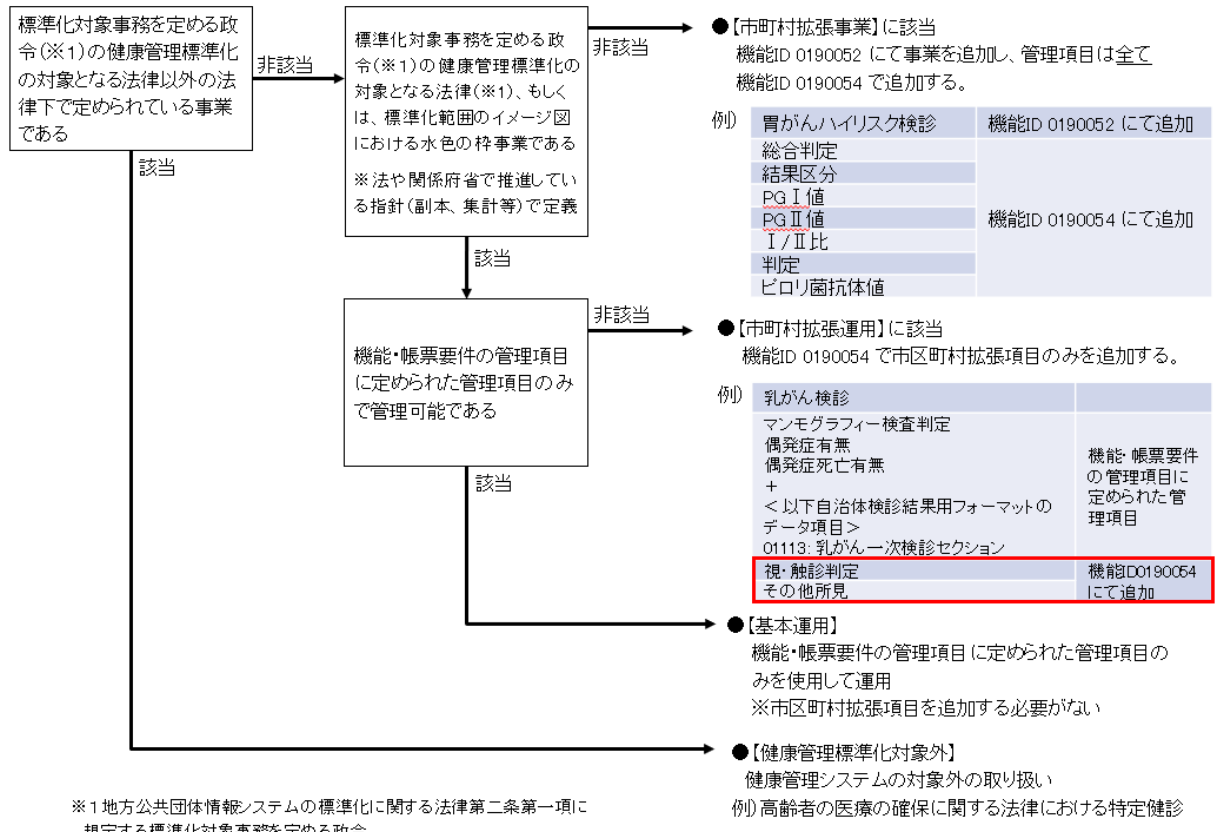 標準化対象事務を定める政
令(※1)の健康管理標準化
の対象となる法律以外の法
律下で定められている事業
である
非該当
該当
標準化対象事務を定める政
令(※1)の健康管理標準化の
対象となる法律(※1)、もしく
は、標準化範囲のイメージ図
における水色の枠事業である
※法や関係府省で推進してい
る指針(副本、集計等)で定義
非該当
該当
●【市町村拡張事業】に該当
機能ID 0190052 にて事業を追加し、管理項目は全て
機能ID 0190054 で追加する。
例)
胃がんハイリスク検診 機能ID 0190052 にて追加
総合判定
結果区分
PGⅠ値
PGⅡ値 機能ID 0190054 にて追加
Ⅰ/Ⅱ比
判定
ピロリ菌抗体値
機能・帳票要件の管理項目
に定められた管理項目のみ
で管理可能である
非該当
該当
●【市町村拡張運用】に該当
機能ID 0190054 で市区町村拡張項目のみを追加する。
例)
乳がん検診
マンモグラフィー検査判定
偶発症有無
偶発症死亡有無
+
<以下自治体検診結果用フォーマットの
データ項目>
01113:乳がん一次検診セクション
機能・帳票要件
の管理項目に
定められた管
理項目
視・触診判定
その他所見
機能ID0190054
にて追加
●【基本運用】
機能・帳票要件の管理項目に定められた管理項目の
みを使用して運用
※市区町村拡張項目を追加する必要がない
●【健康管理標準化対象外】
健康管理システムの対象外の取り扱い
例)高齢者の医療の確保に関する法律における特定健診
※1地方公共団体情報システムの標準化に関する法律第二条第一項に
規定する標準化対象事務を定める政令